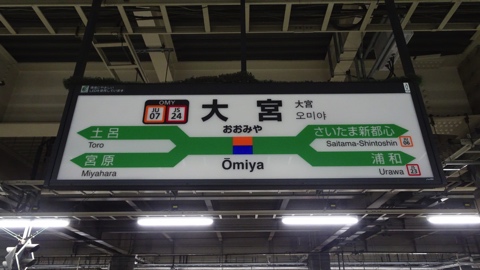 OMY
JU 07 JS 24
大宮
おおみや
大宮
오미야
土呂
Toro
宮原
Miyahara
Ōmiya
さいたま新都心
Saitama-Shintoshin
浦和
Urawa